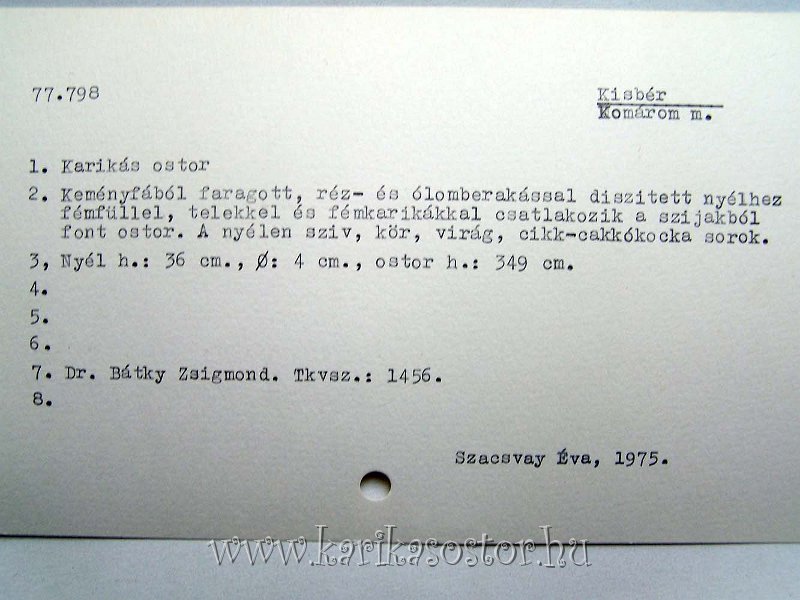 77.798
Kisbér
Komárom m.
1. Karikás ostor
2. Keményfából faragott, réz- és ólomberakással diszitett nyélhez
fémfüllel, telekkel és fémkarikákkal csatlakozik a szijakból
font ostor. A nyélen sziv, kör, virág, cikk-cakkókocka sorok.
3, Nyél h.: 36 cm., Ø: 4 cm., ostor h.: 349 cm.
4.
5.
6.
7. Dr. Bátky Zsigmond. Tkvsz.: 1456.
8.
Szacsvay Éva, 1975.
www.karikasostor.hu